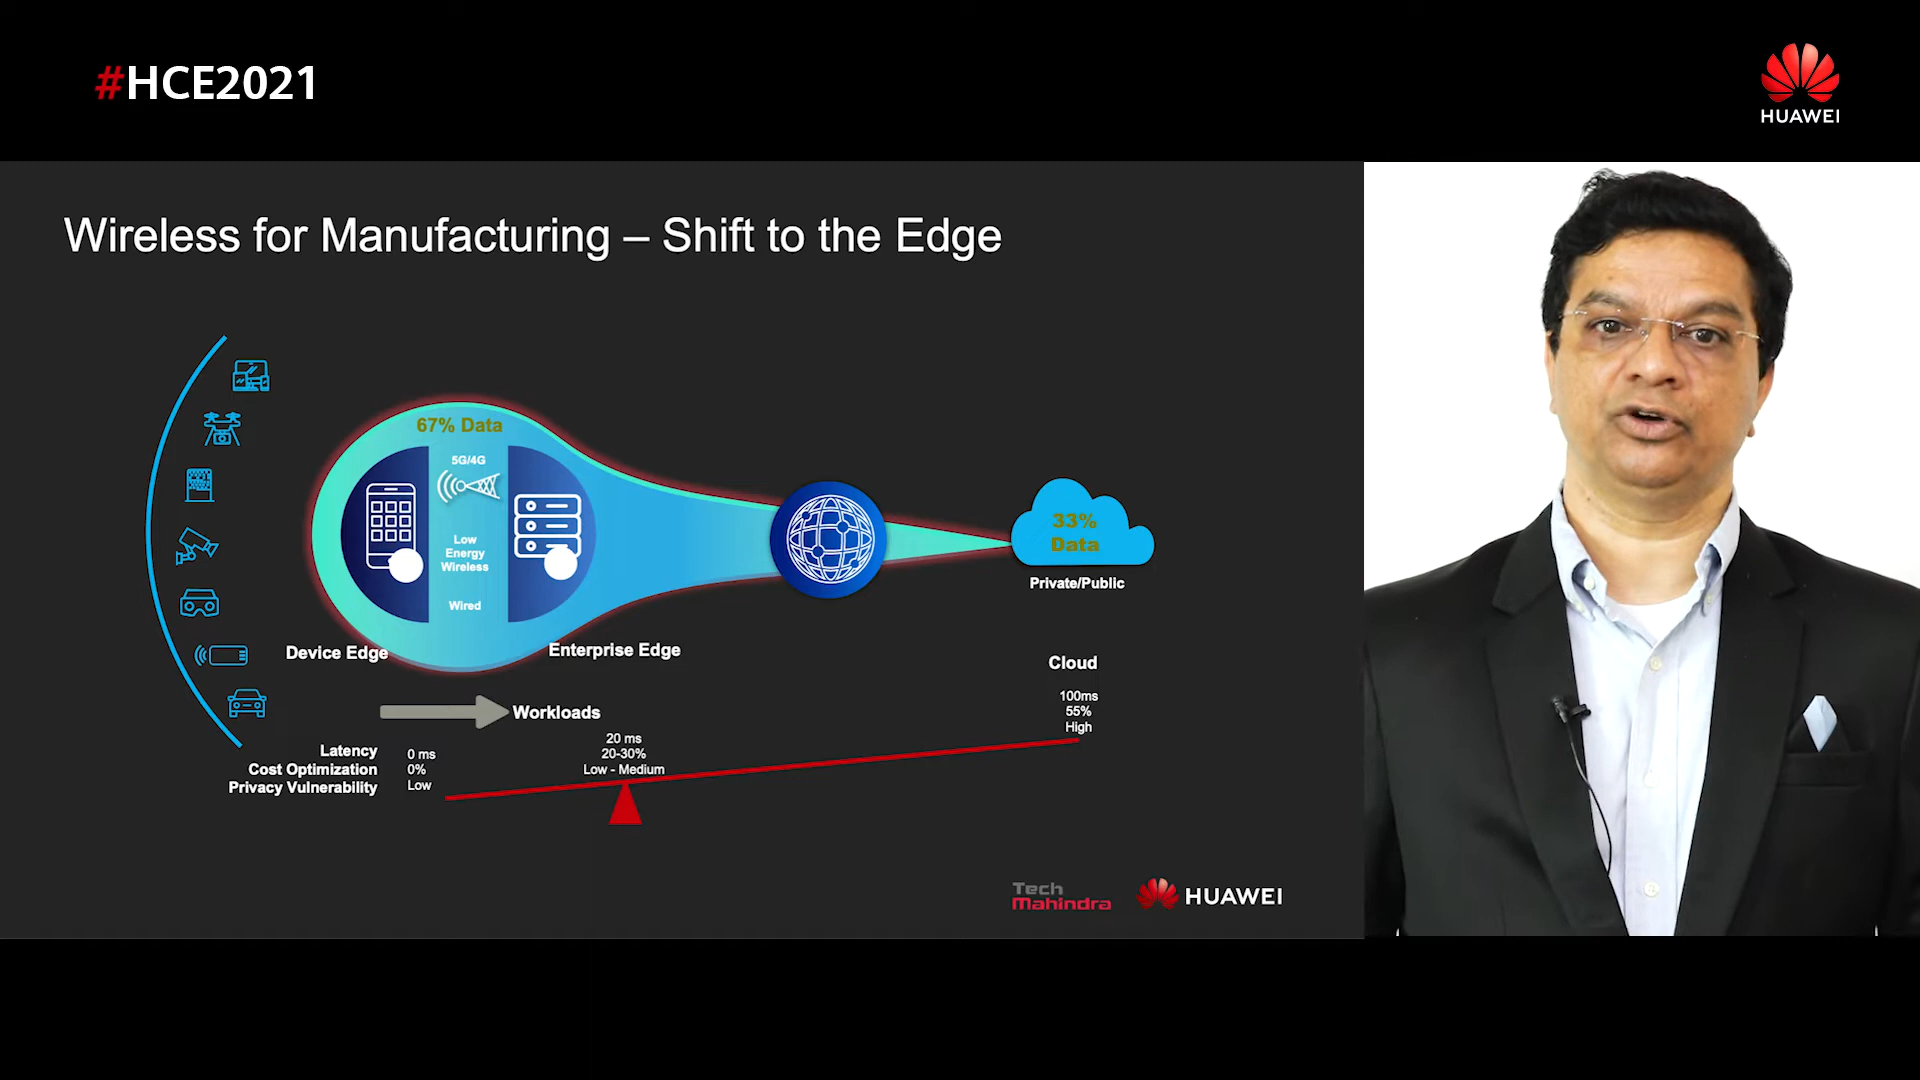 #HCE2021
HUAWEI
Wireless for Manufacturing – Shift to the Edge
67% Data
5G/4G
Low
Energy
Wireless
Wired
33%
Data
Private/Public
Device Edge
Enterprise Edge
Cloud
Workloads
100ms
55%
High
20 ms
20-30%
Low - Medium
Latency
Cost Optimization
Privacy Vulnerability
0 ms
0%
Low
Tech
Mahindra
HUAWEI